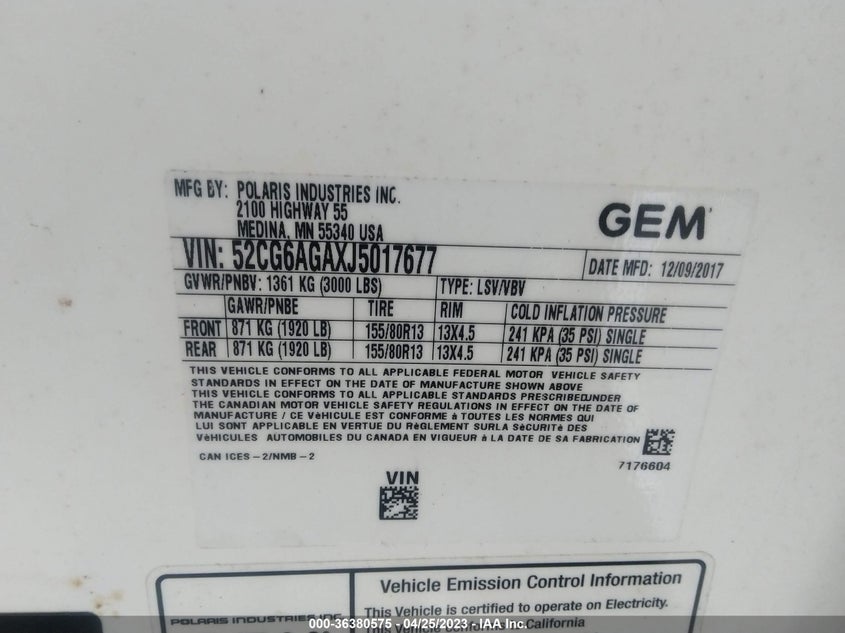 MFG BY: POLARIS INDUSTRIES INC.
2100 HIGHWAY 55
MEDINA, MN 55340 USA
GEM
VIN: 52CG6AGAXJ5017677
DATE MFD: 12/09/2017
GVWR/PNBV: 1361 KG (3000 LBS) TYPE: LSV/VBV
GAWR/PNBE TIRE RIM COLD INFLATION PRESSURE
FRONT 871 KG (1920 LB) 155/80R13 13X4.5 241 KPA (35 PSI) SINGLE
REAR 871 KG (1920 LB) 155/80R13 13X4.5 241 KPA (35 PSI) SINGLE
THIS VEHICLE CONFORMS TO ALL APPLICABLE FEDERAL MOTOR VEHICLE SAFETY
STANDARDS IN EFFECT ON THE DATE OF MANUFACTURE SHOWN ABOVE
THIS VEHICLE CONFORMS TO ALL APPLICABLE STANDARDS PRESCRIBEDUNDER
THE CANADIAN MOTOR VEHICLE SAFETY REGULATIONS IN EFFECT ON THE DATE OF
MANUFACTURE / CE VèHICULE EST CONFORME à TOUTES LES NORMES QUI
LUI SONT APPLICABLE EN VERTUE DU RèGLEMENT SURLA SèCURITè DES
VèHICULES AUTOMOBILES DU CANADA EN VIGUEUR à LA DATE DE SA FABRICATION
CAN ICES - 2/NMB - 2
7176604
VIN
Vehicle Emission Control Information
POLARIS INDUSTRIES INC.
This vehicle is certified to operate on Electricity.
This Vehicle conforms to California
000-36380575 - 04/25/2023 - IAA Inc.